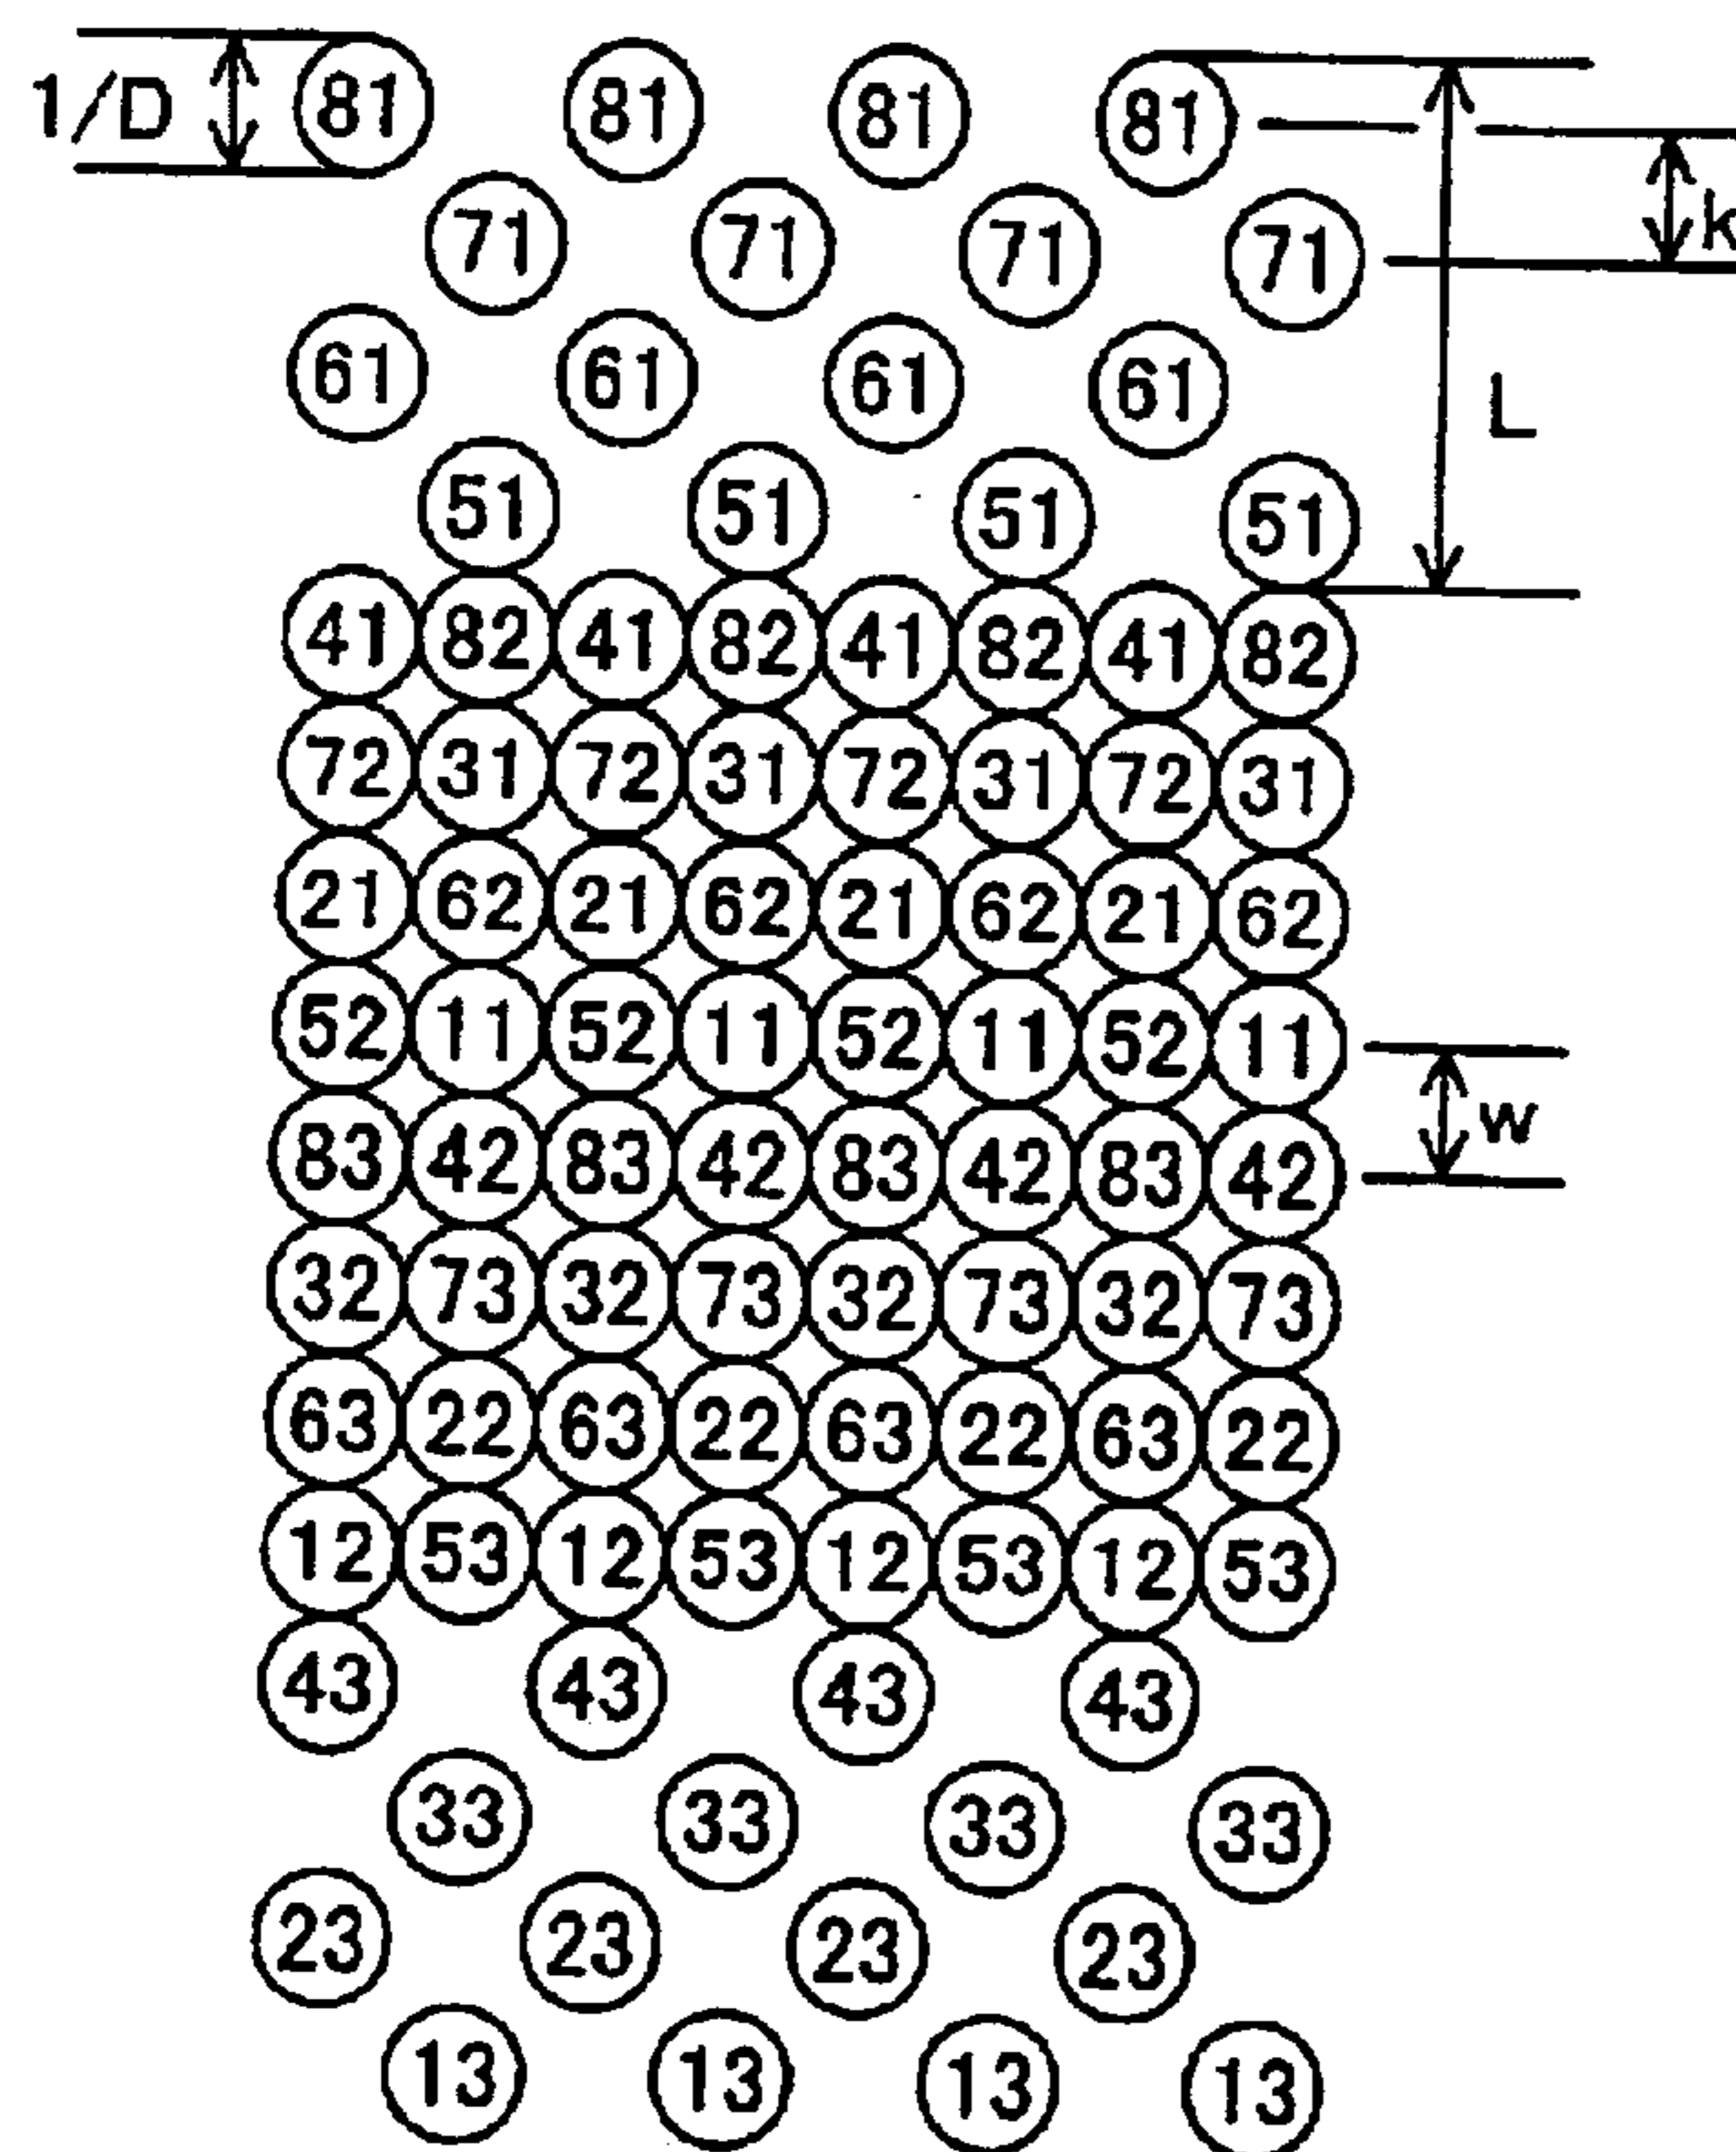 1/D 81 81 81 81
71 71 71 71 k
61 61 61 61
L
51 51 51 51
41 82 41 82 41 82 41 82
72 31 72 31 72 31 72 31
21 62 21 62 21 62 21 62
52 11 52 11 52 11 52 11
83 42 83 42 83 42 83 42 w
32 73 32 73 32 73 32 73
63 22 63 22 63 22 63 22
12 53 12 53 12 53 12 53
43 43 43 43
33 33 33 33
23 23 23 23
13 13 13 13